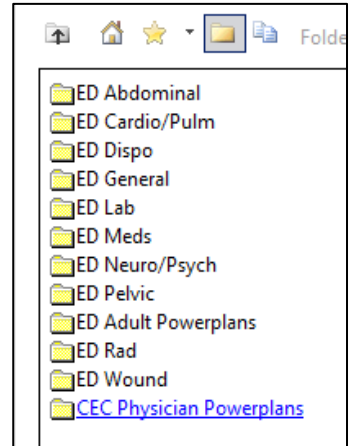 Folde
ED Abdominal
ED Cardio/Pulm
ED Dispo
ED General
ED Lab
ED Meds
ED Neuro/Psych
ED Pelvic
ED Adult Powerplans
ED Rad
ED Wound
CEC Physician Powerplans